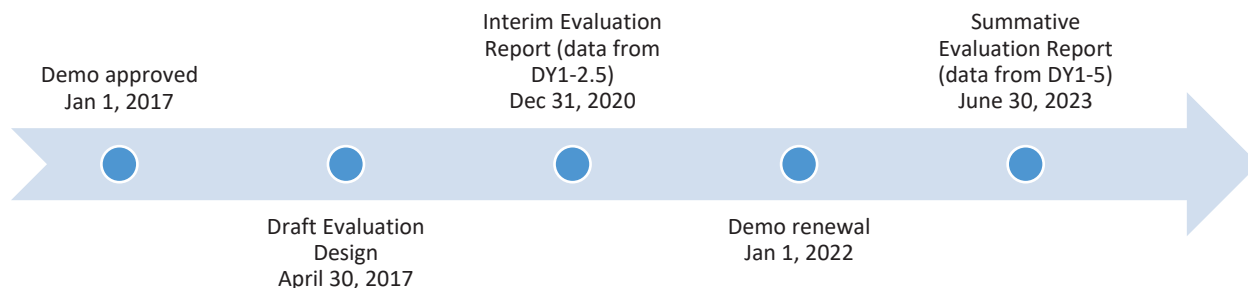 Demo approved
Jan 1, 2017
Draft Evaluation
Design
April 30, 2017
Interim Evaluation
Report (data from
DY1-2.5)
Dec 31, 2020
Demo renewal
Jan 1, 2022
Summative
Evaluation Report
(data from DY1-5)
June 30, 2023